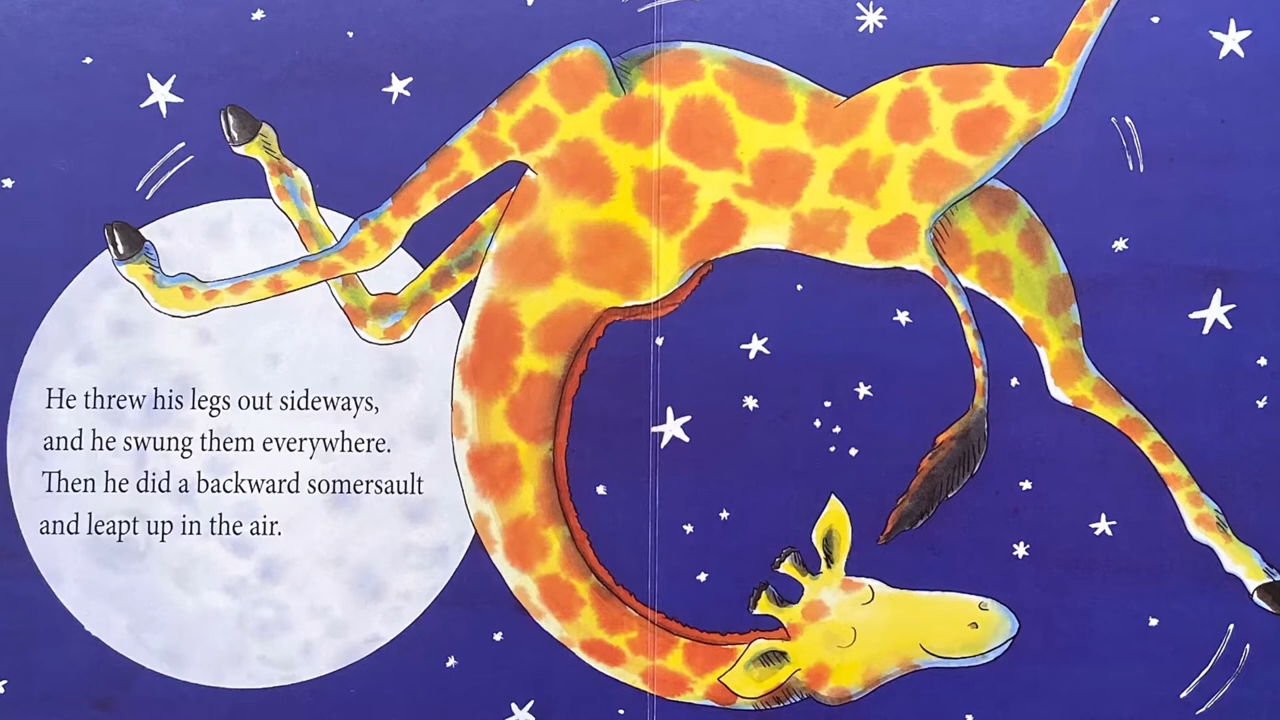 He threw his legs out sideways,
and he swung them everywhere.
Then he did a backward somersault
and leapt up in the air.